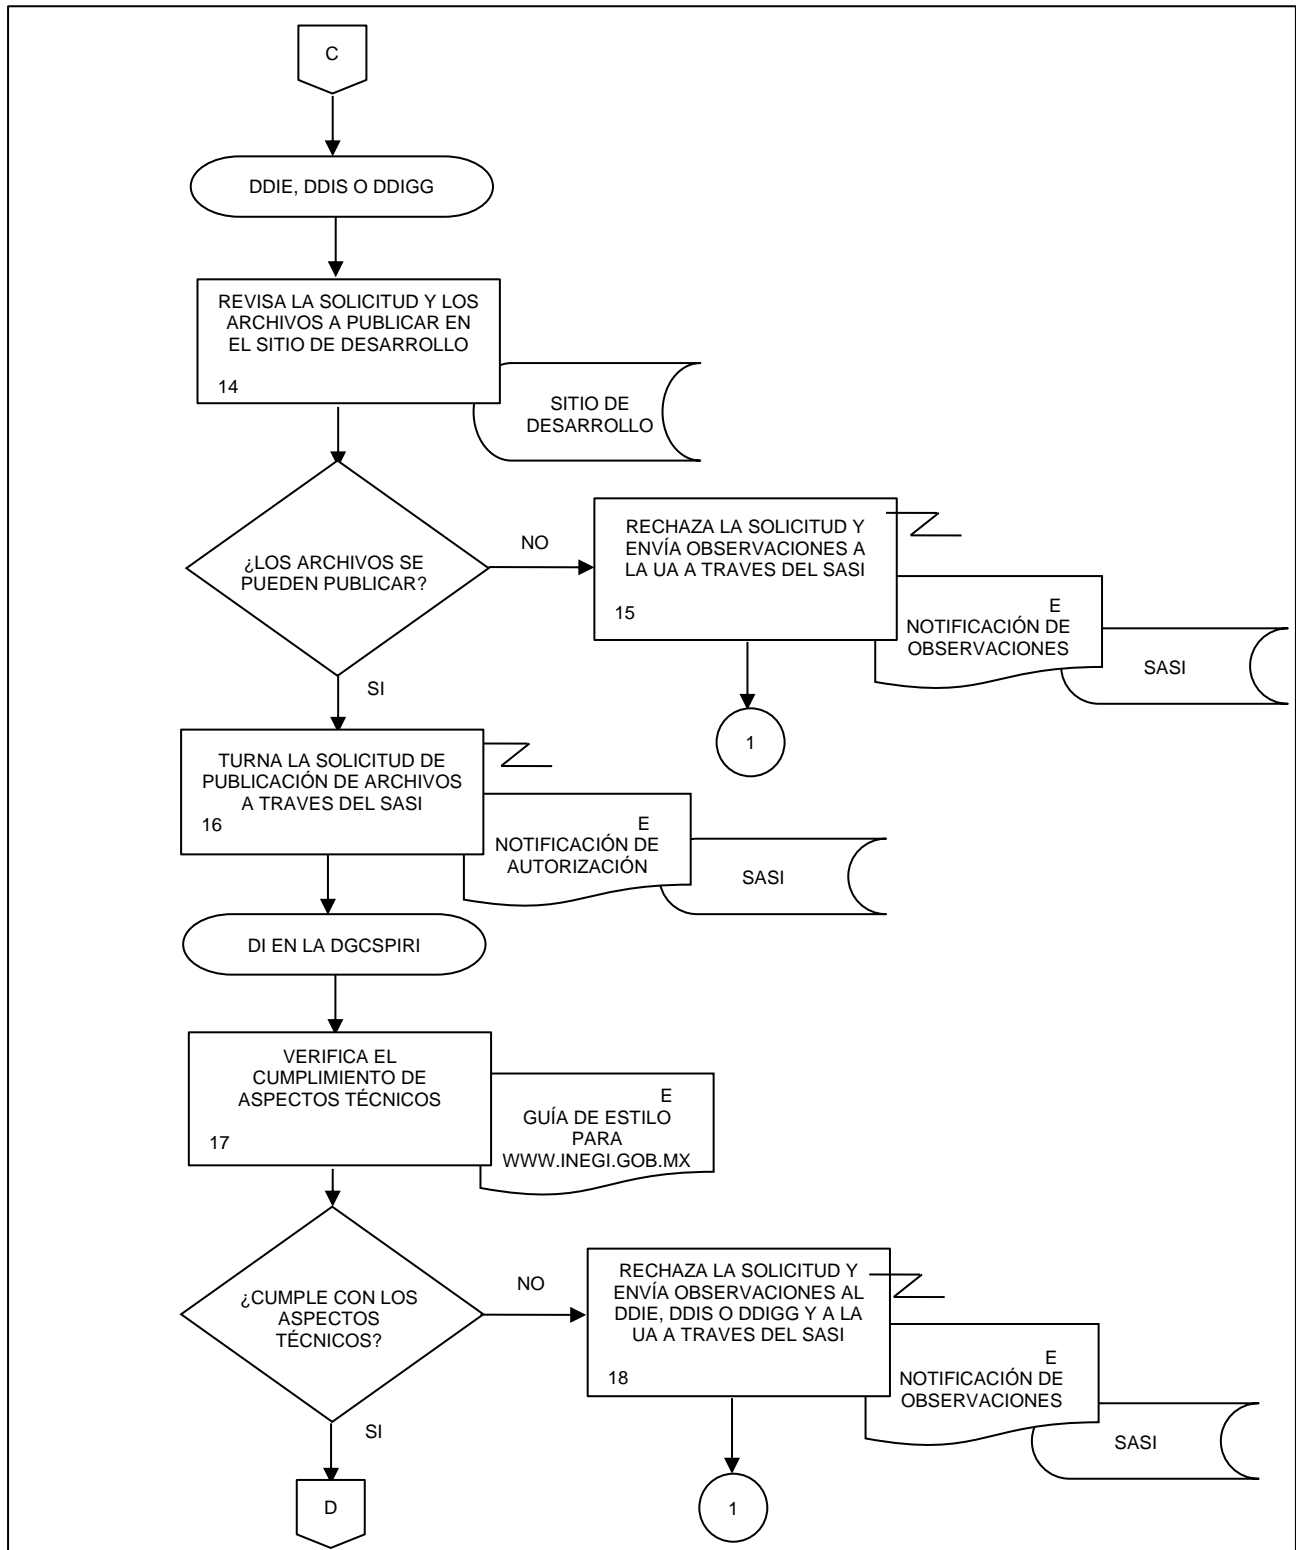 C
DDIE, DDIS O DDIGG
REVISA LA SOLICITUD Y LOS
ARCHIVOS A PUBLICAR EN
EL SITIO DE DESARROLLO
14
SITIO DE
DESARROLLO
¿LOS ARCHIVOS SE
PUEDEN PUBLICAR?
NO
RECHAZA LA SOLICITUD Y
ENVÍA OBSERVACIONES A
LA UA A TRAVES DEL SASI
15
E
NOTIFICACIÓN DE
OBSERVACIONES
SASI
1
SI
TURNA LA SOLICITUD DE
PUBLICACIÓN DE ARCHIVOS
A TRAVES DEL SASI
16
E
NOTIFICACIÓN DE
AUTORIZACIÓN
SASI
DI EN LA DGCSPIRI
VERIFICA EL
CUMPLIMIENTO DE
ASPECTOS TÉCNICOS
17
E
GUÍA DE ESTILO
PARA
WWW.INEGI.GOB.MX
¿CUMPLE CON LOS
ASPECTOS
TÉCNICOS?
NO
RECHAZA LA SOLICITUD Y
ENVÍA OBSERVACIONES AL
DDIE, DDIS O DDIGG Y A LA
UA A TRAVES DEL SASI
18
E
NOTIFICACIÓN DE
OBSERVACIONES
SASI
1
SI
D